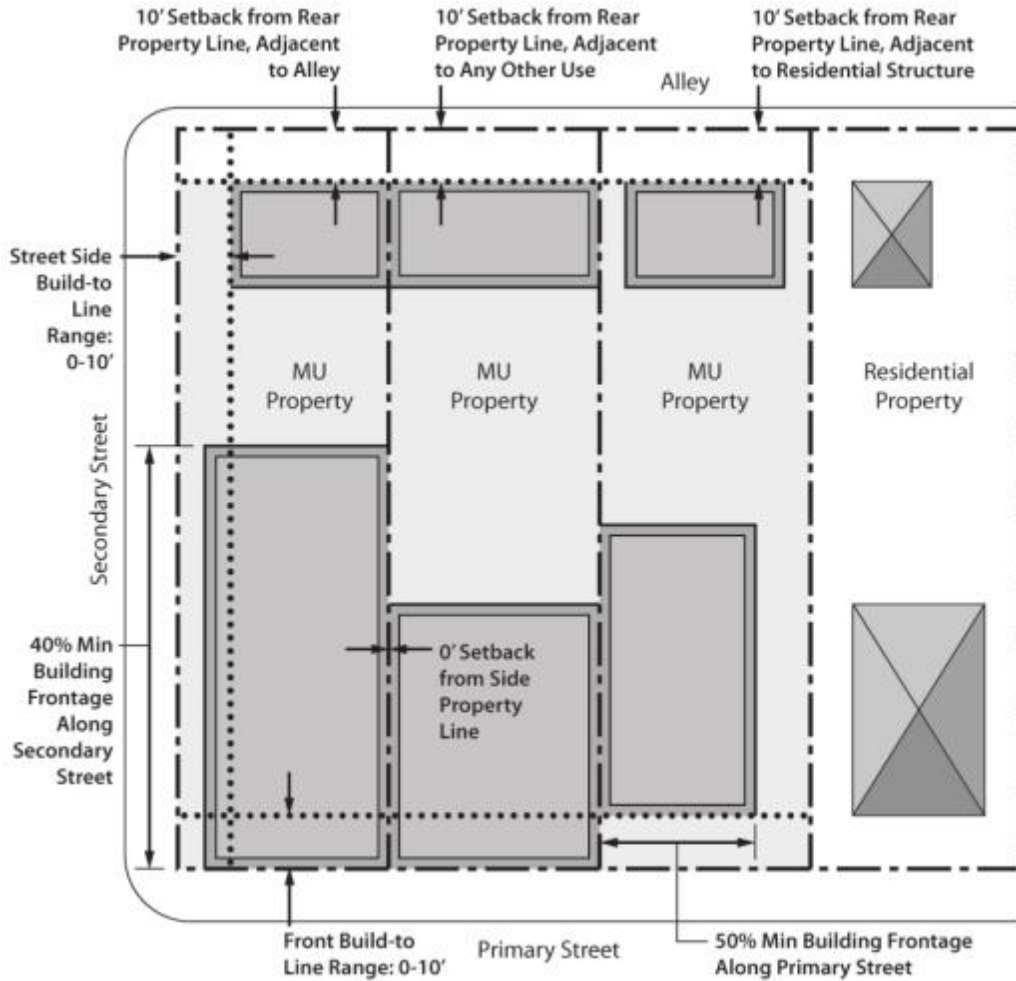 10’ Setback from Rear
Property Line, Adjacent
to Alley
10’ Setback from Rear
Property Line, Adjacent
to Any Other Use
10’ Setback from Rear
Property Line, Adjacent
to Residential Structure
Alley
Street Side
Build-to
Line
Range:
0-10’
MU
Property
MU
Property
MU
Property
Residential
Property
Secondary Street
40% Min
Building
Frontage
Along
Secondary
Street
0’ Setback
from Side
Property
Line
Front Build-to
Line Range: 0-10’
Primary Street
50% Min Building Frontage
Along Primary Street